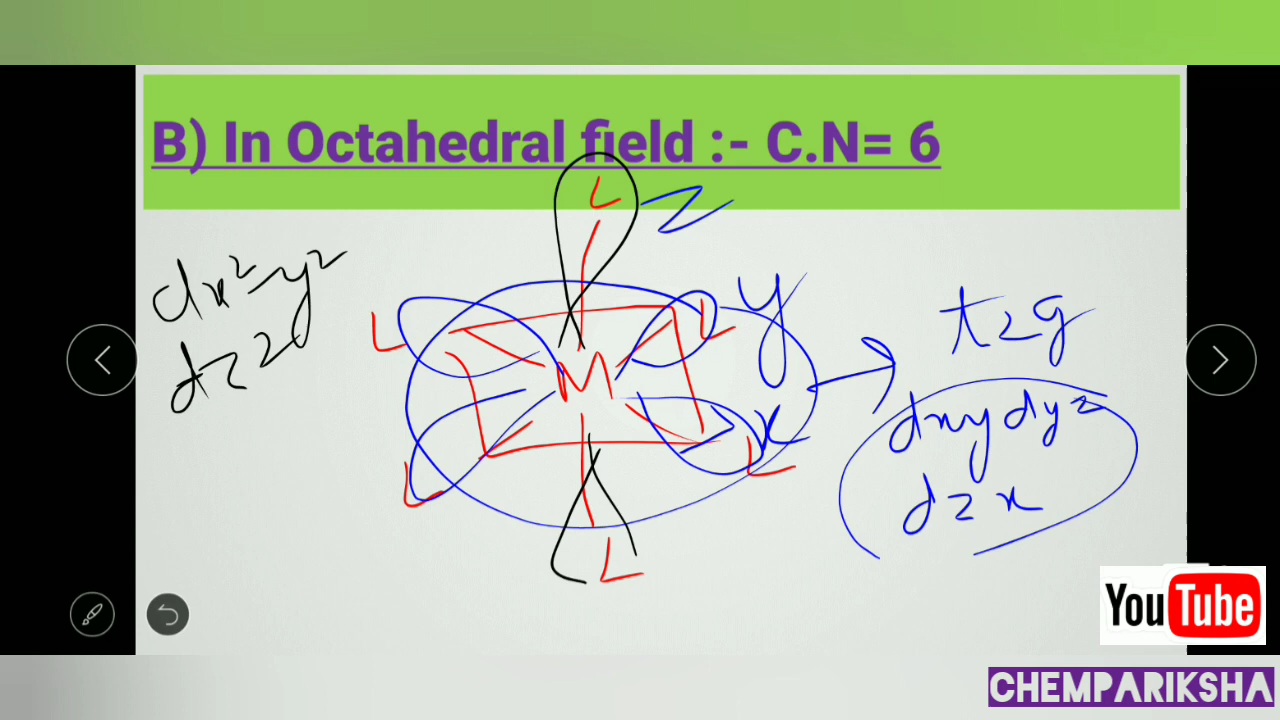 B) In Octahedral field :- C.N= 6
L
Z
dx²-y²
dz²
L
L
y
M
x
L
L
L
t2g
dxy dyz
dzx
YouTube
CHEMPARIKSHA